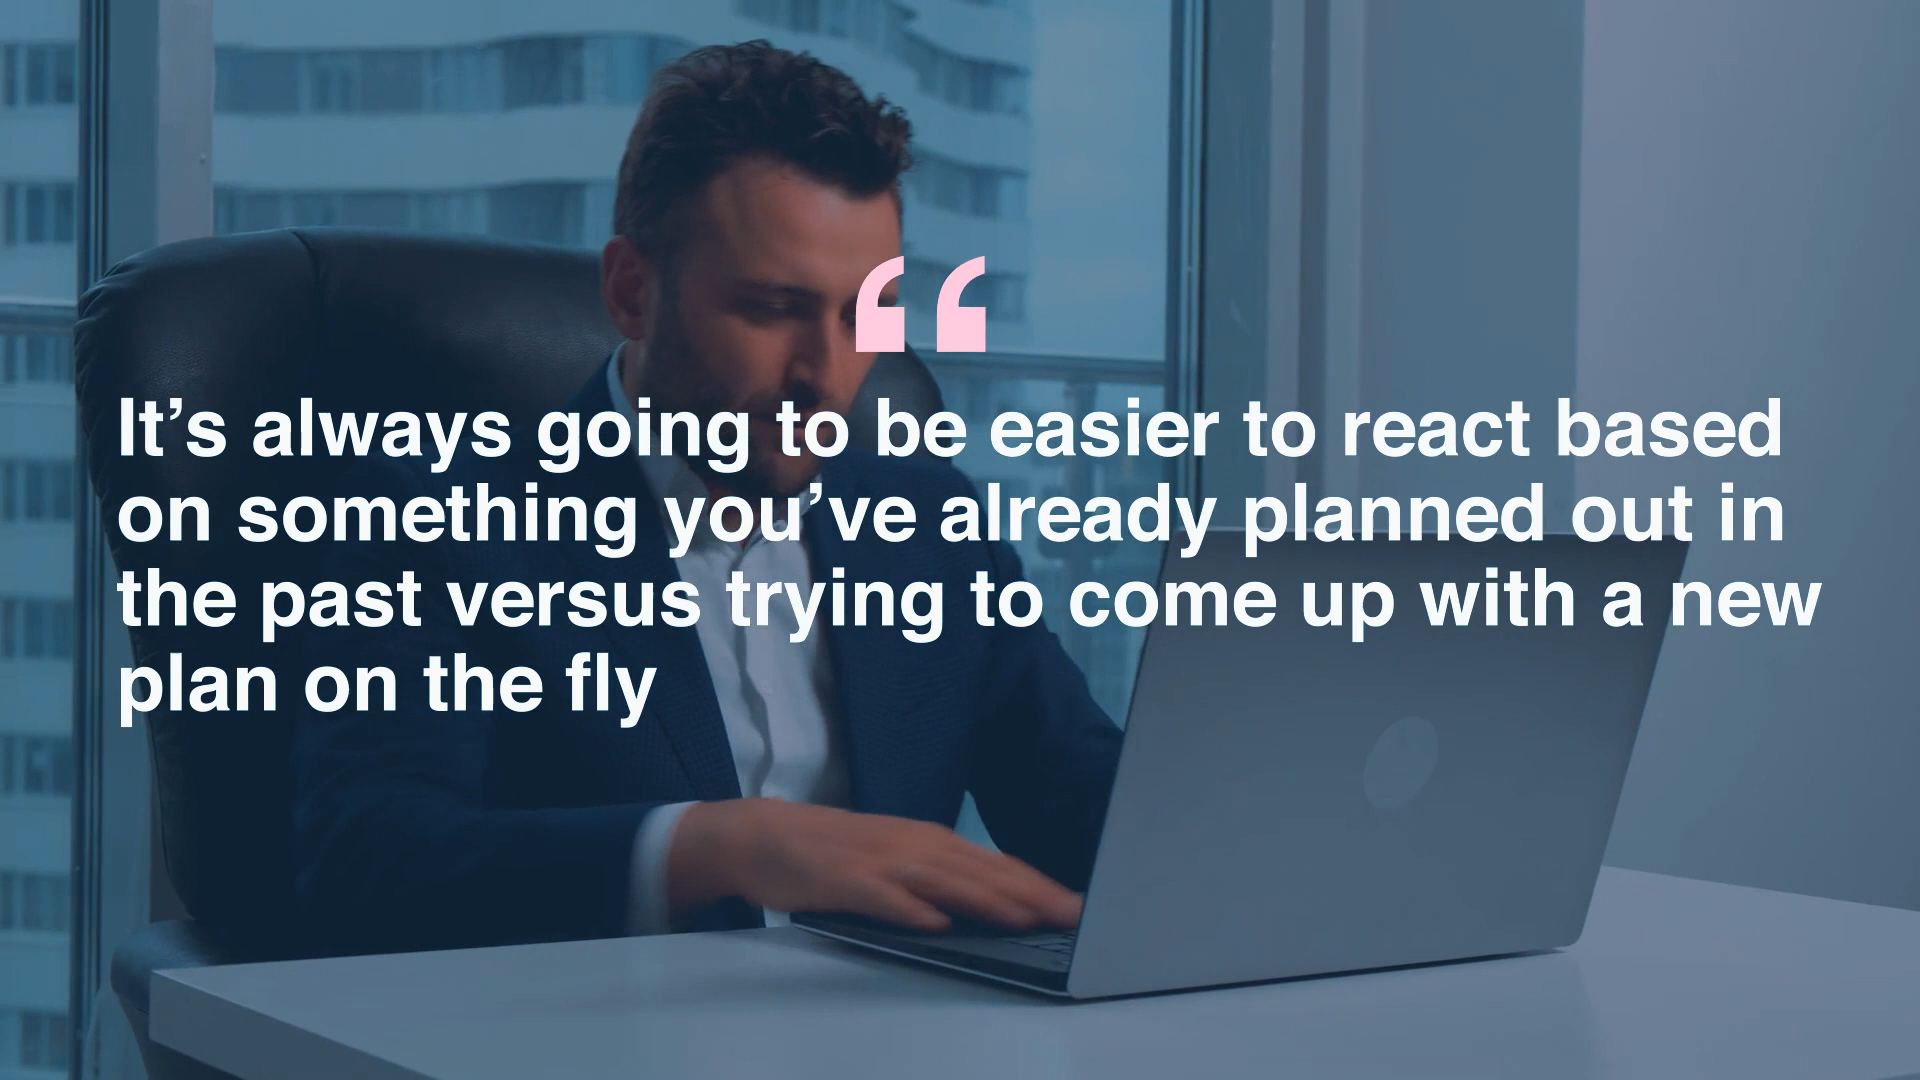 “
It’s always going to be easier to react based
on something you’ve already planned out in
the past versus trying to come up with a new
plan on the fly